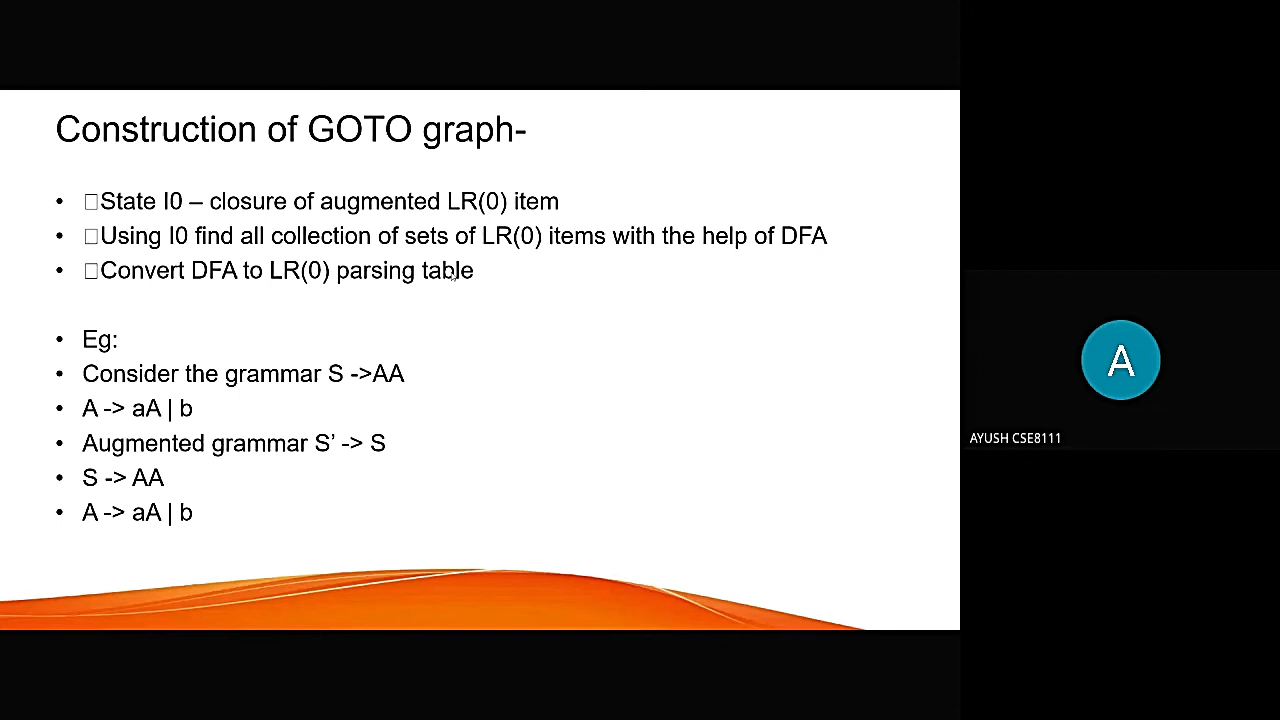 Construction of GOTO graph-
• □State I0 – closure of augmented LR(0) item
• □Using I0 find all collection of sets of LR(0) items with the help of DFA
• □Convert DFA to LR(0) parsing table
• Eg:
• Consider the grammar S ->AA
• A -> aA | b
• Augmented grammar S’ -> S
• S -> AA
• A -> aA | b
A
AYUSH CSE8111